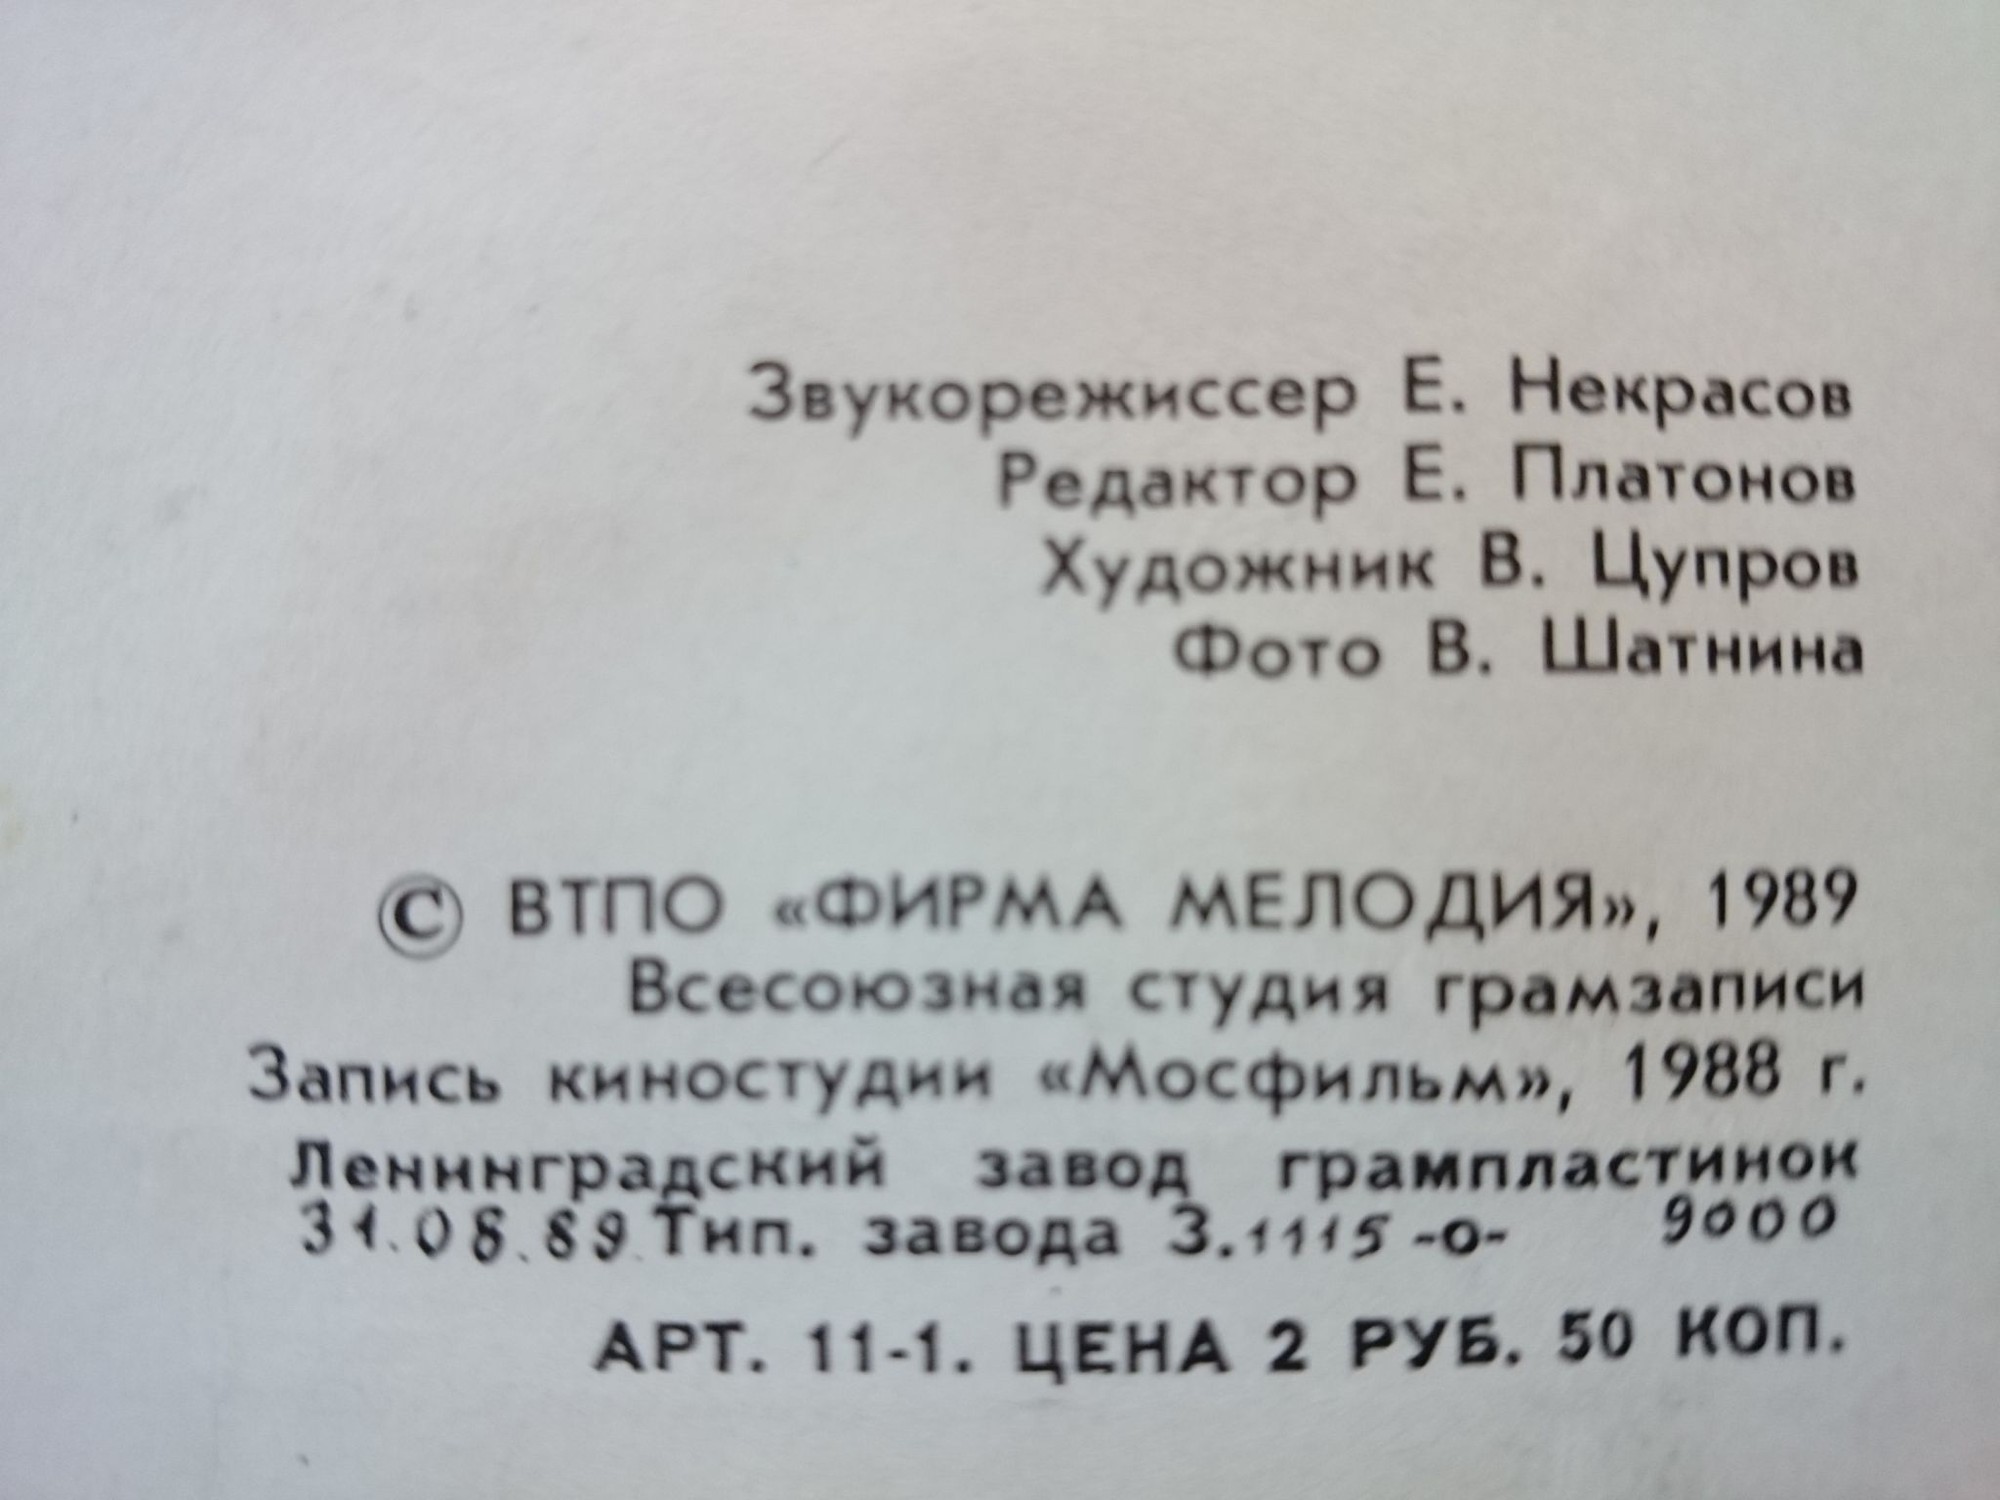 Звукорежиссер Е. Некрасов
Редактор Е. Платонов
Художник В. Цупров
Фото В. Шатнина
© ВТПО «ФИРМА МЕЛОДИЯ», 1989
Всесоюзная студия грамзаписи
Запись киностудии «Мосфильм», 1988 г.
Ленинградский завод грампластинок
31.08.89 Тип. завода З.1115-о- 9000
АРТ. 11-1. ЦЕНА 2 РУБ. 50 КОП.